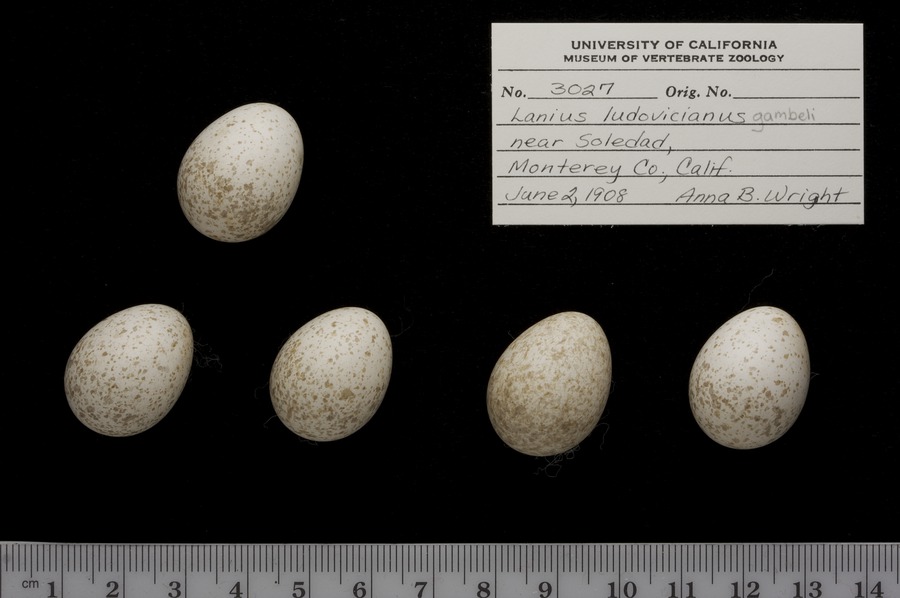 UNIVERSITY OF CALIFORNIA
MUSEUM OF VERTEBRATE ZOOLOGY
No. 3027 Orig. No.
Lanius ludovicianus gambeli
near Soledad,
Monterey Co., Calif.
June 2, 1908 Anna B. Wright
cm 1 2 3 4 5 6 7 8 9 10 11 12 13 14